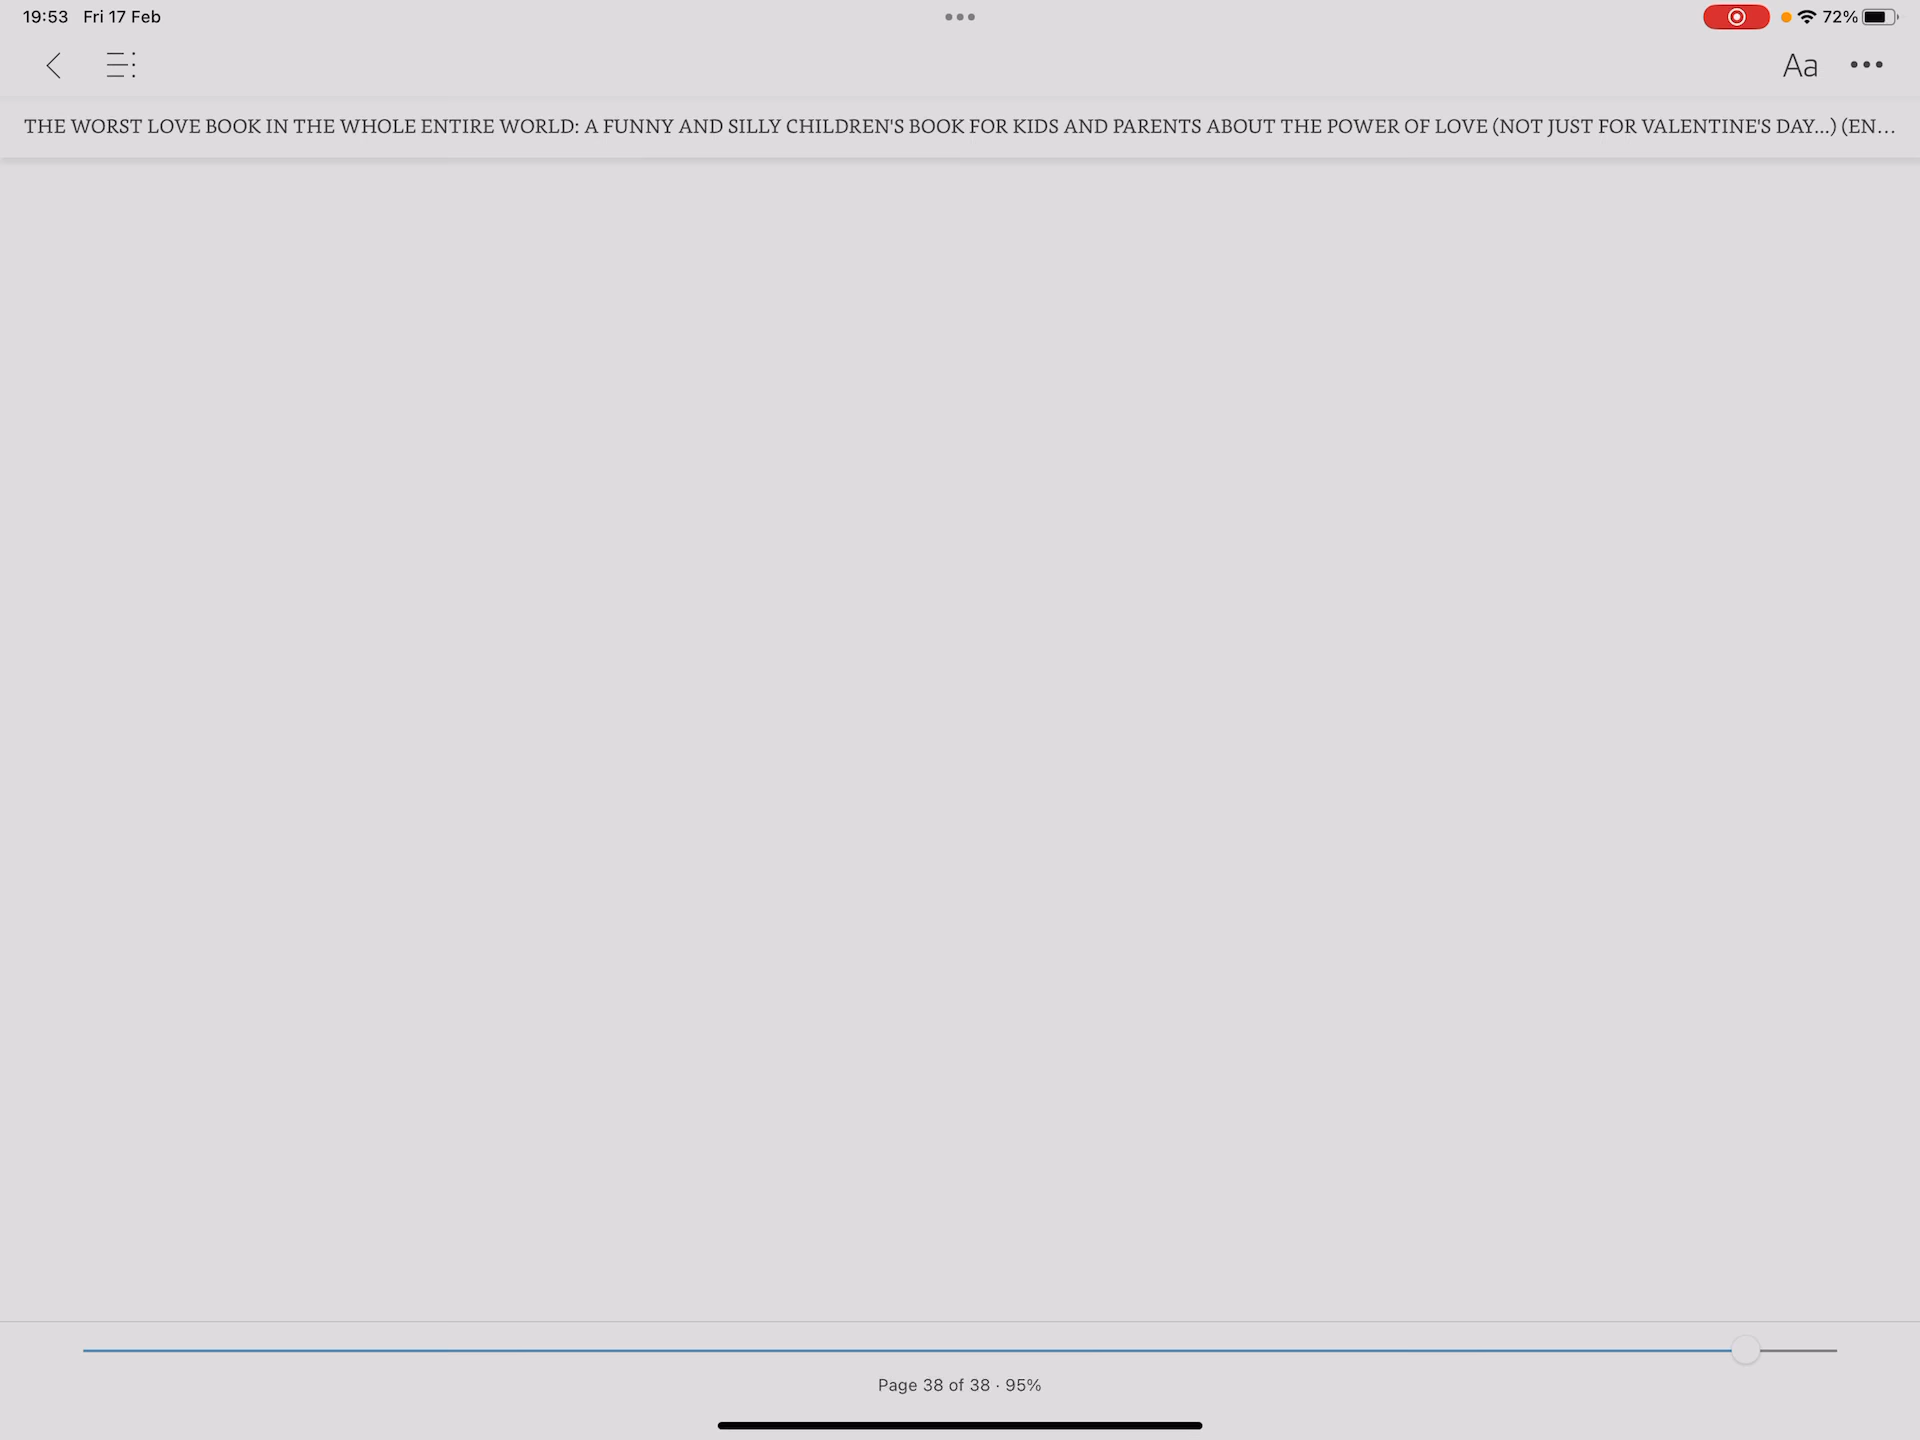 19:53 Fri 17 Feb
72%
Aa
THE WORST LOVE BOOK IN THE WHOLE ENTIRE WORLD: A FUNNY AND SILLY CHILDREN'S BOOK FOR KIDS AND PARENTS ABOUT THE POWER OF LOVE (NOT JUST FOR VALENTINE'S DAY...) (EN...
Page 38 of 38 · 95%